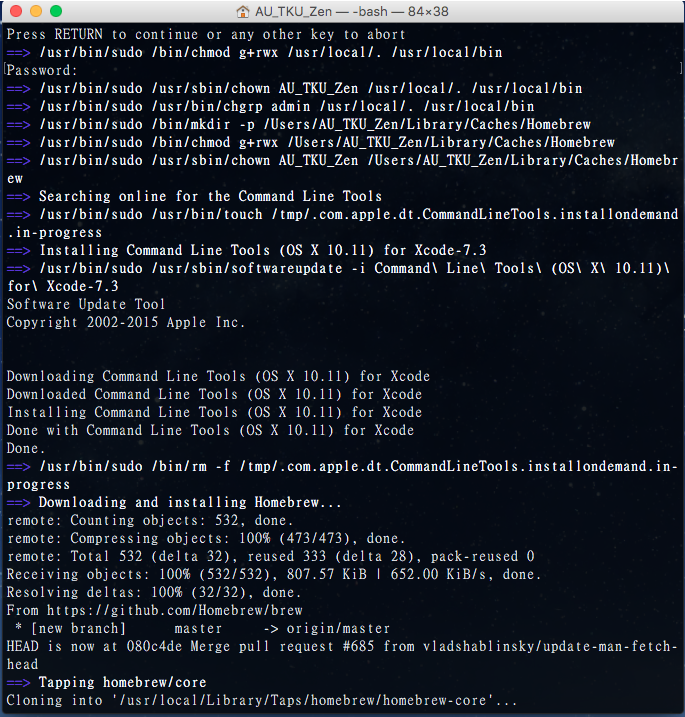 AU_TKU_Zen — -bash — 84×38
Press RETURN to continue or any other key to abort
==> /usr/bin/sudo /bin/chmod g+rwx /usr/local/. /usr/local/bin
Password:
==> /usr/bin/sudo /usr/sbin/chown AU_TKU_Zen /usr/local/. /usr/local/bin
==> /usr/bin/sudo /usr/bin/chgrp admin /usr/local/. /usr/local/bin
==> /usr/bin/sudo /bin/mkdir -p /Users/AU_TKU_Zen/Library/Caches/Homebrew
==> /usr/bin/sudo /bin/chmod g+rwx /Users/AU_TKU_Zen/Library/Caches/Homebrew
==> /usr/bin/sudo /usr/sbin/chown AU_TKU_Zen /Users/AU_TKU_Zen/Library/Caches/Homebr
ew
==> Searching online for the Command Line Tools
==> /usr/bin/sudo /usr/bin/touch /tmp/.com.apple.dt.CommandLineTools.installondemand
.in-progress
==> Installing Command Line Tools (OS X 10.11) for Xcode-7.3
==> /usr/bin/sudo /usr/sbin/softwareupdate -i Command\ Line\ Tools\ (OS\ X\ 10.11)\ 
for\ Xcode-7.3
Software Update Tool
Copyright 2002-2015 Apple Inc.
Downloading Command Line Tools (OS X 10.11) for Xcode
Downloaded Command Line Tools (OS X 10.11) for Xcode
Installing Command Line Tools (OS X 10.11) for Xcode
Done with Command Line Tools (OS X 10.11) for Xcode
Done.
==> /usr/bin/sudo /bin/rm -f /tmp/.com.apple.dt.CommandLineTools.installondemand.in-
progress
==> Downloading and installing Homebrew...
remote: Counting objects: 532, done.
remote: Compressing objects: 100% (473/473), done.
remote: Total 532 (delta 32), reused 333 (delta 28), pack-reused 0
Receiving objects: 100% (532/532), 807.57 KiB | 652.00 KiB/s, done.
Resolving deltas: 100% (32/32), done.
From https://github.com/Homebrew/brew
 * [new branch]      master     -> origin/master
HEAD is now at 080c4de Merge pull request #685 from vladshablinsky/update-man-fetch-
head
==> Tapping homebrew/core
Cloning into '/usr/local/Library/Taps/homebrew/homebrew-core'...